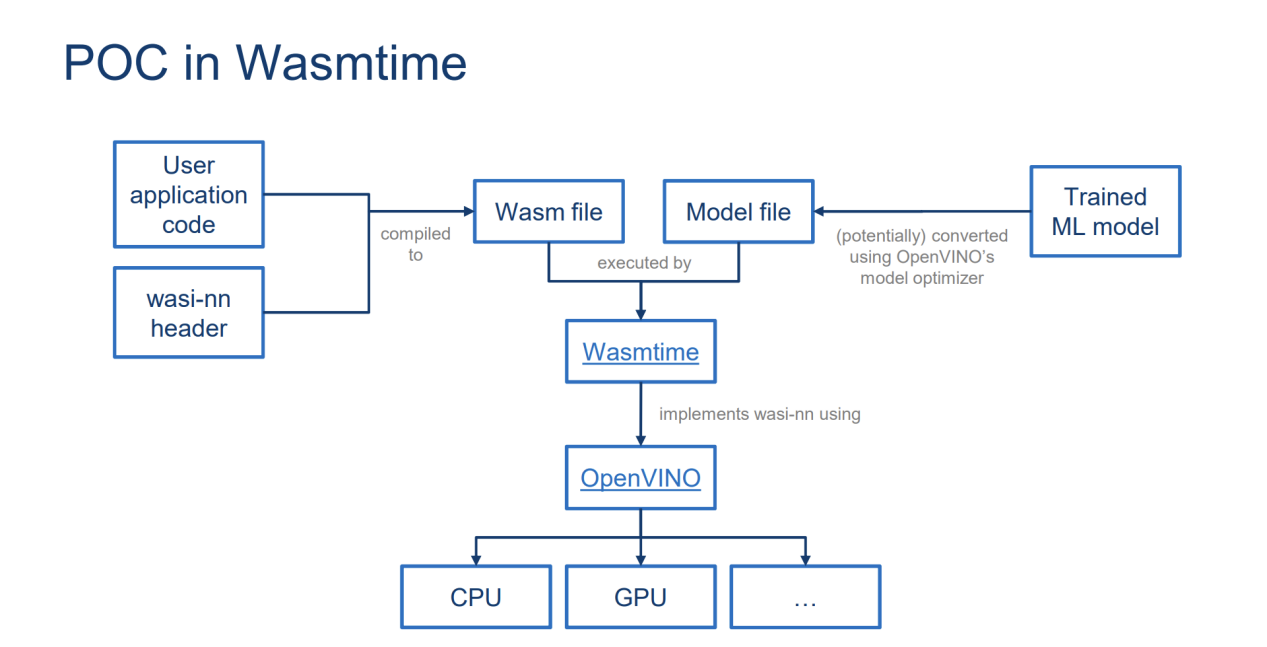 POC in Wasmtime
User
application
code
wasi-nn
header
compiled
to
Wasm file
Model file
executed by
(potentially) converted
using OpenVINO’s
model optimizer
Trained
ML model
Wasmtime
implements wasi-nn using
OpenVINO
CPU
GPU
…